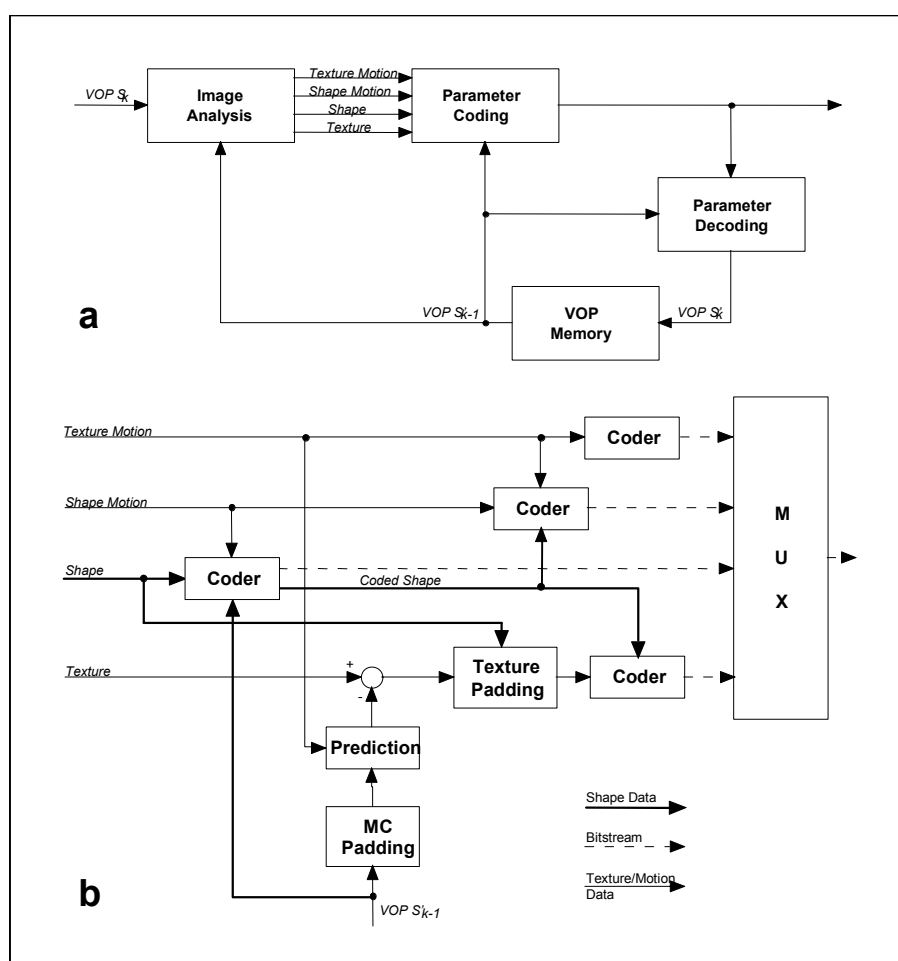 Texture Motion
Shape Motion
Shape
Texture
VOP Sk
Image
Analysis
Parameter
Coding
Parameter
Decoding
a
VOP S'k-1
VOP
Memory
VOP S'k
Texture Motion
Coder
Shape Motion
Coder
M
U
X
Shape
Coder
Coded Shape
Texture
+
-
Texture
Padding
Coder
Prediction
MC
Padding
Shape Data
Bitstream
Texture/Motion
Data
b
VOP S'k-1